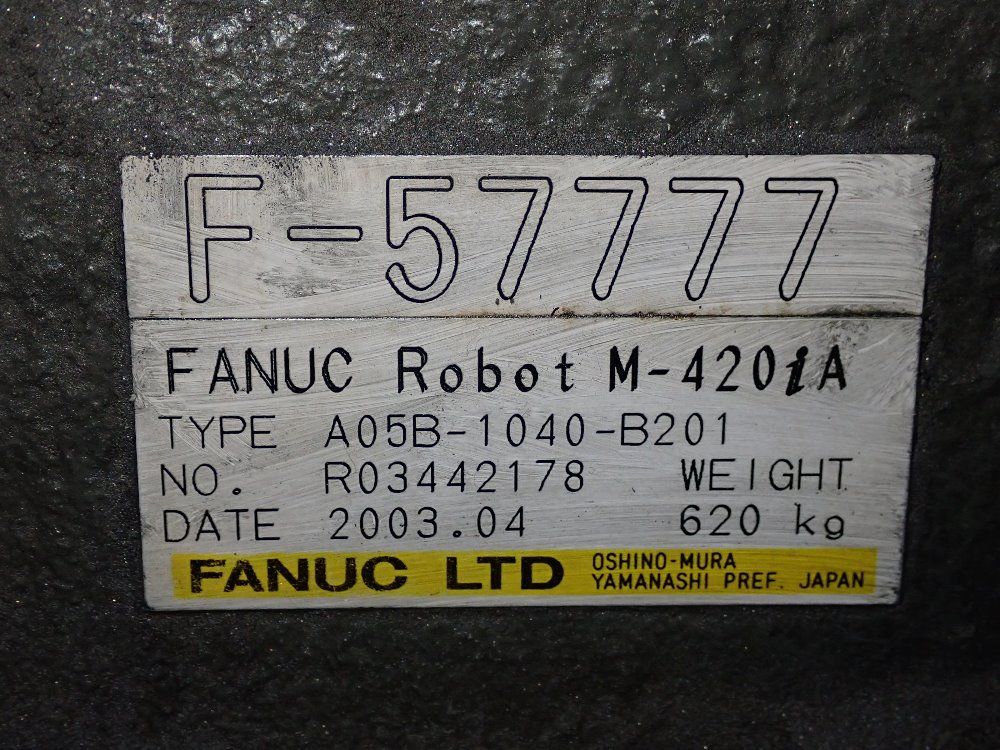 F-57777
FANUC Robot M-420iA
TYPE A05B-1040-B201
NO. R03442178 WEIGHT
DATE 2003.04 620 kg
FANUC LTD OSHINO-MURA
YAMANASHI PREF. JAPAN